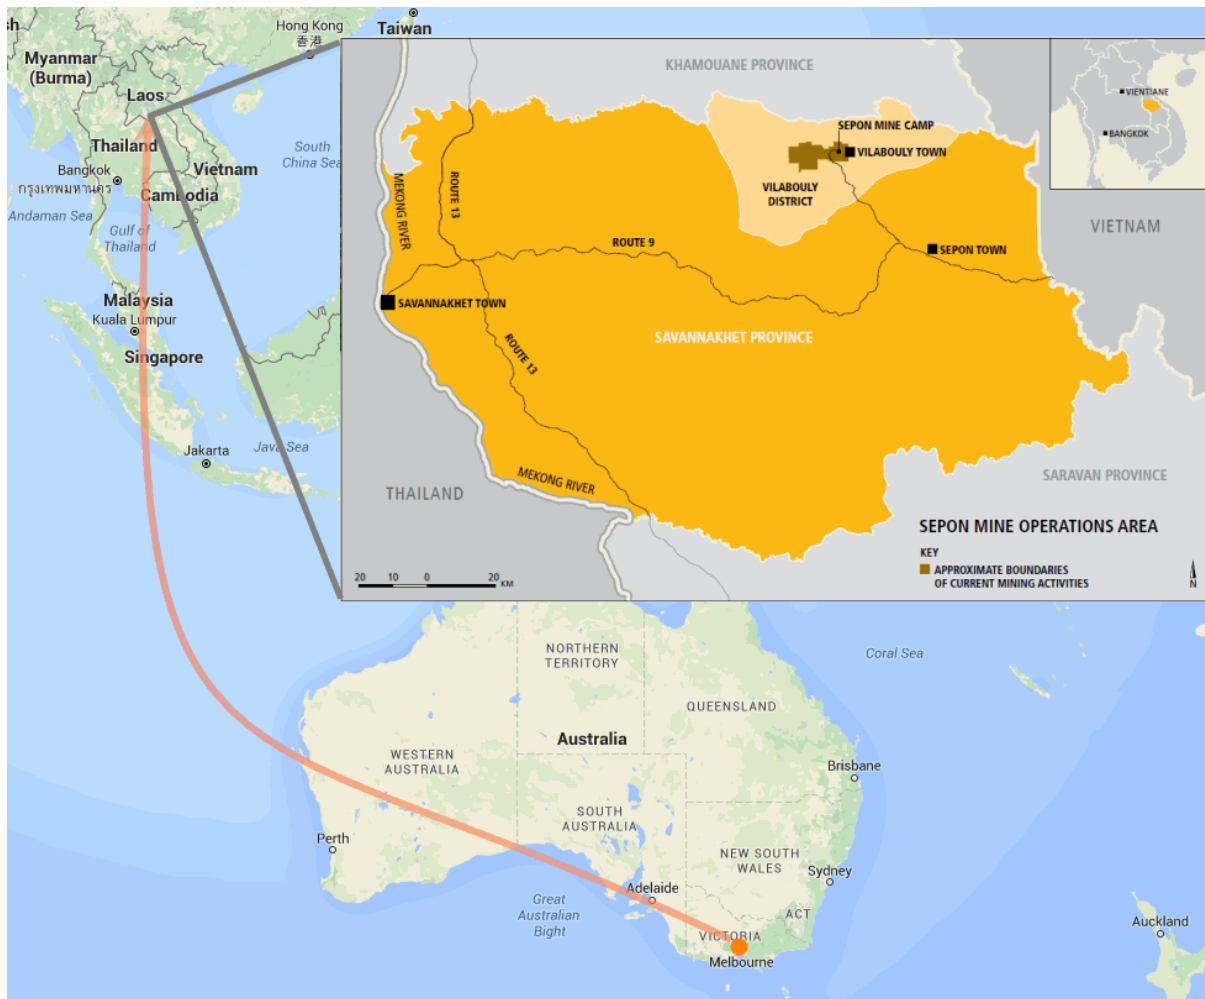 sh
Hong Kong
香港
Taiwan
Myanmar
(Burma)
Laos
Thailand
Bangkok
กรุงเทพมหานคร
Vietnam
Cambodia
South
China Sea
Andaman Sea
Gulf of
Thailand
Malaysia
Kuala Lumpur
Singapore
Jakarta
Java Sea
KHAMOUANE PROVINCE
SEPON MINE CAMP
VILABOULY TOWN
VILABOULY
DISTRICT
ROUTE 13
MEKONG RIVER
ROUTE 9
SEPON TOWN
VIETNAM
SAVANNAKHET TOWN
SAVANNAKHET PROVINCE
ROUTE 13
MEKONG RIVER
THAILAND
SARAVAN PROVINCE
20 10 0 20 KM
SEPON MINE OPERATIONS AREA
KEY
APPROXIMATE BOUNDARIES
OF CURRENT MINING ACTIVITIES
N
VIENTIANE
BANGKOK
NORTHERN
TERRITORY
Coral Sea
QUEENSLAND
Australia
WESTERN
AUSTRALIA
Brisbane
SOUTH
AUSTRALIA
Perth
NEW SOUTH
WALES
Sydney
Adelaide
Great
Australian
Bight
ACT
VICTORIA
Melbourne
Auckland